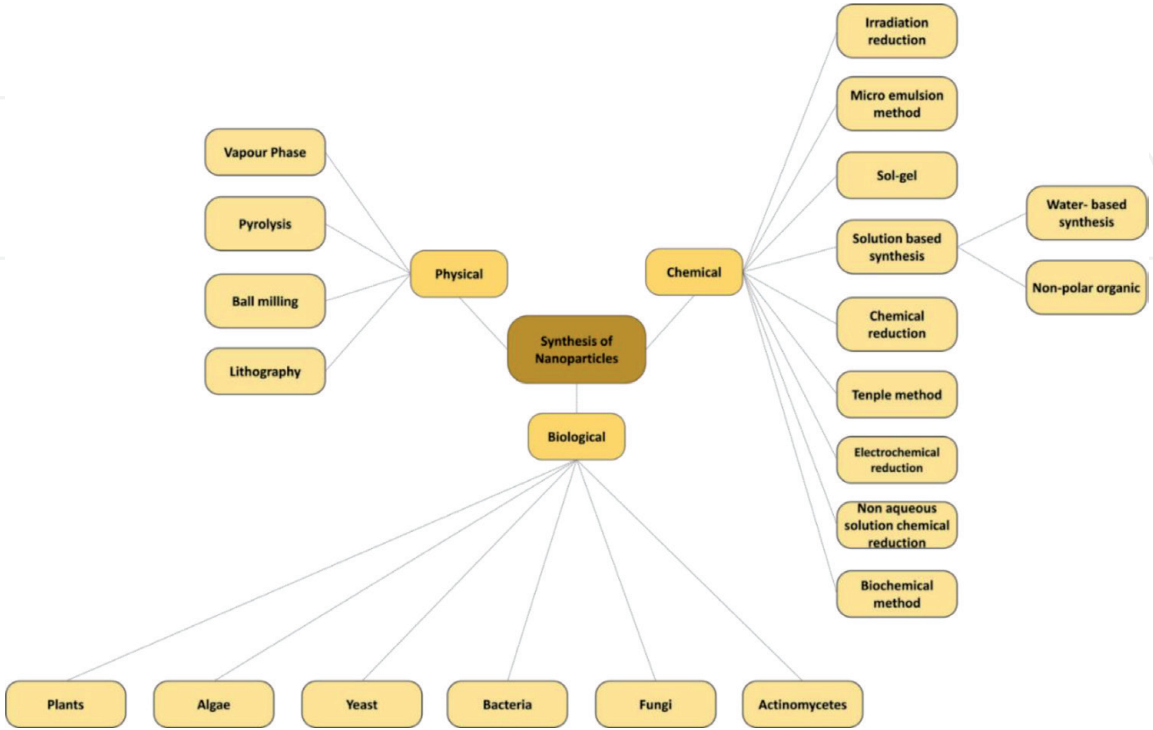 Irradiation
reduction
Micro emulsion
method
Vapour Phase
Sol-gel
Pyrolysis
Water- based
synthesis
Solution based
synthesis
Physical
Chemical
Non-polar organic
Ball milling
Chemical
reduction
Synthesis of
Nanoparticles
Lithography
Tenple method
Biological
Electrochemical
reduction
Non aqueous
solution chemical
reduction
Biochemical
method
Plants
Algae
Yeast
Bacteria
Fungi
Actinomycetes